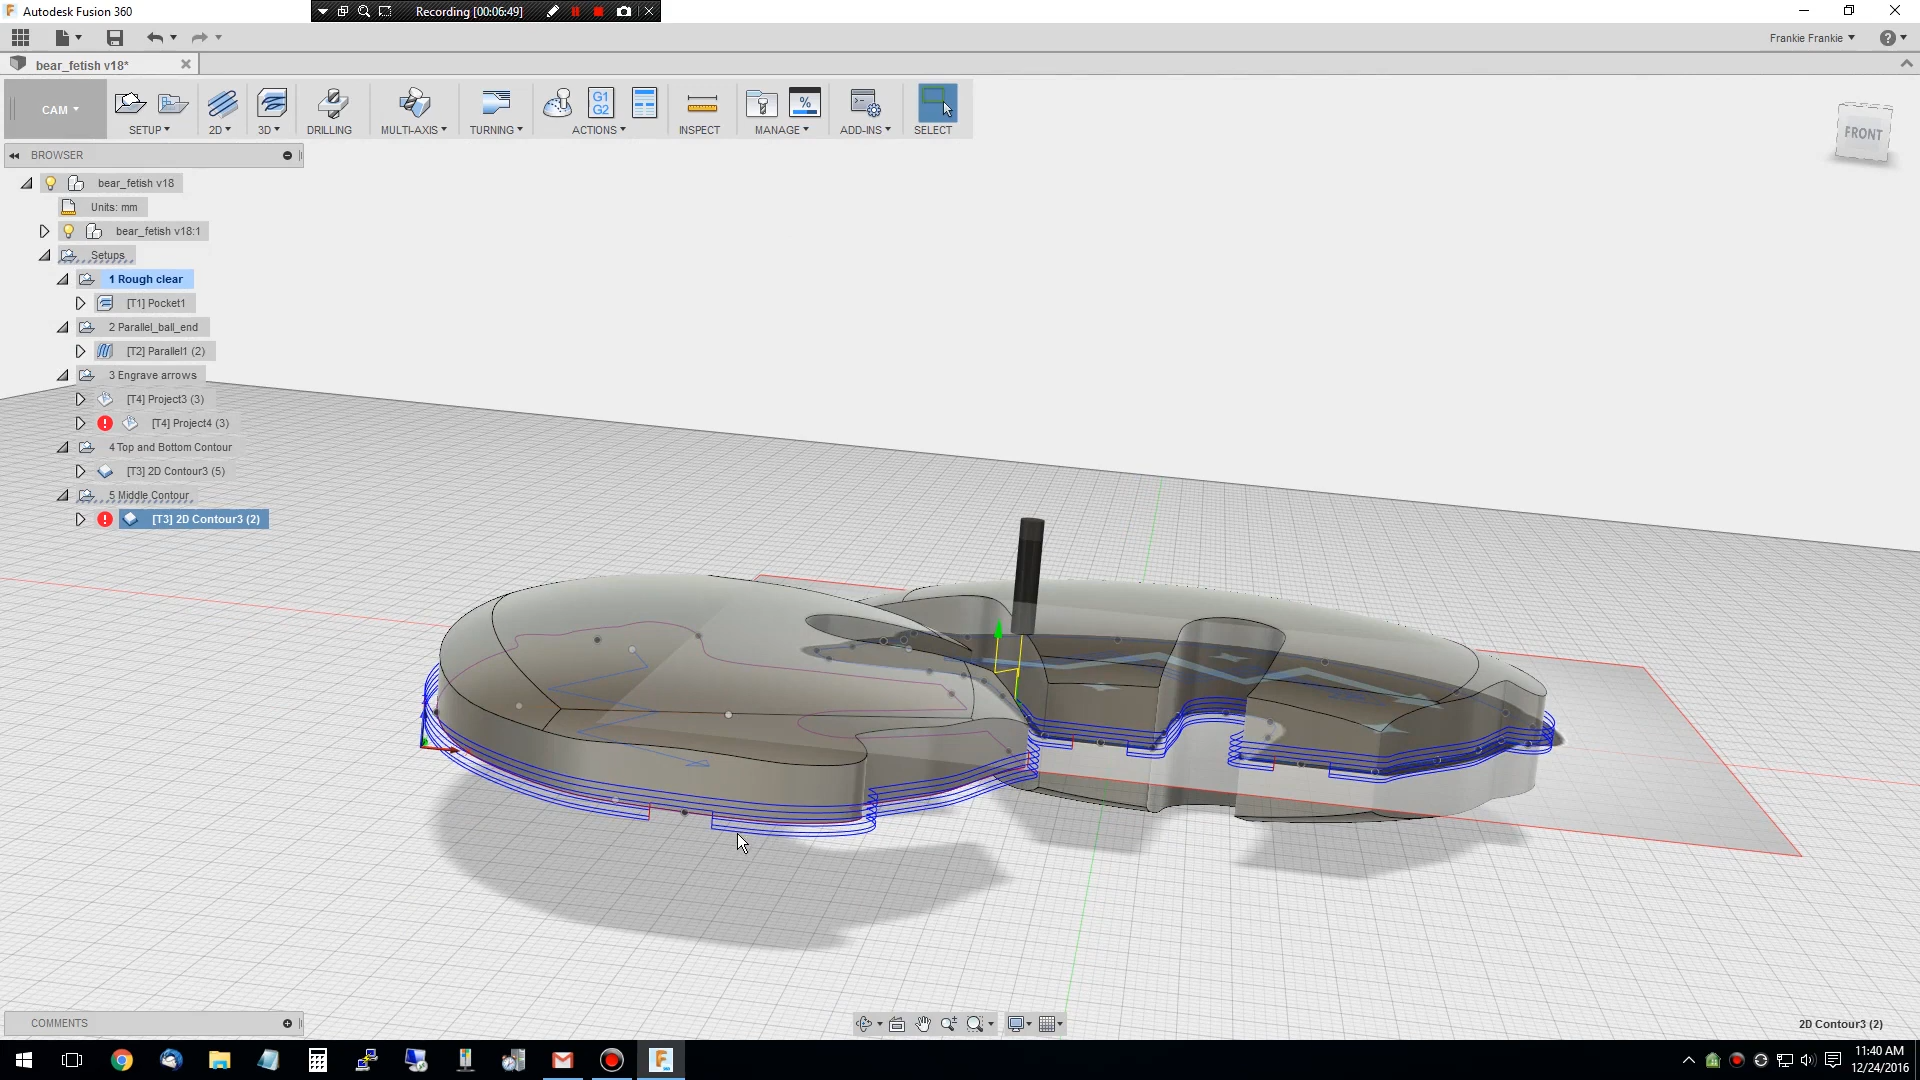 Autodesk Fusion 360
Recording [00:06:49]
Frankie Frankie
bear_fetish v18*
CAM
SETUP
2D
3D
DRILLING
MULTI-AXIS
TURNING
G1
G2
ACTIONS
INSPECT
%
MANAGE
ADD-INS
SELECT
FRONT
BROWSER
bear_fetish v18
Units: mm
bear_fetish v18:1
Setups
1 Rough clear
[T1] Pocket1
2 Parallel_ball_end
[T2] Parallel1 (2)
3 Engrave arrows
[T4] Project3 (3)
[T4] Project4 (3)
4 Top and Bottom Contour
[T3] 2D Contour3 (5)
5 Middle Contour
[T3] 2D Contour3 (2)
COMMENTS
2D Contour3 (2)
11:40 AM
12/24/2016